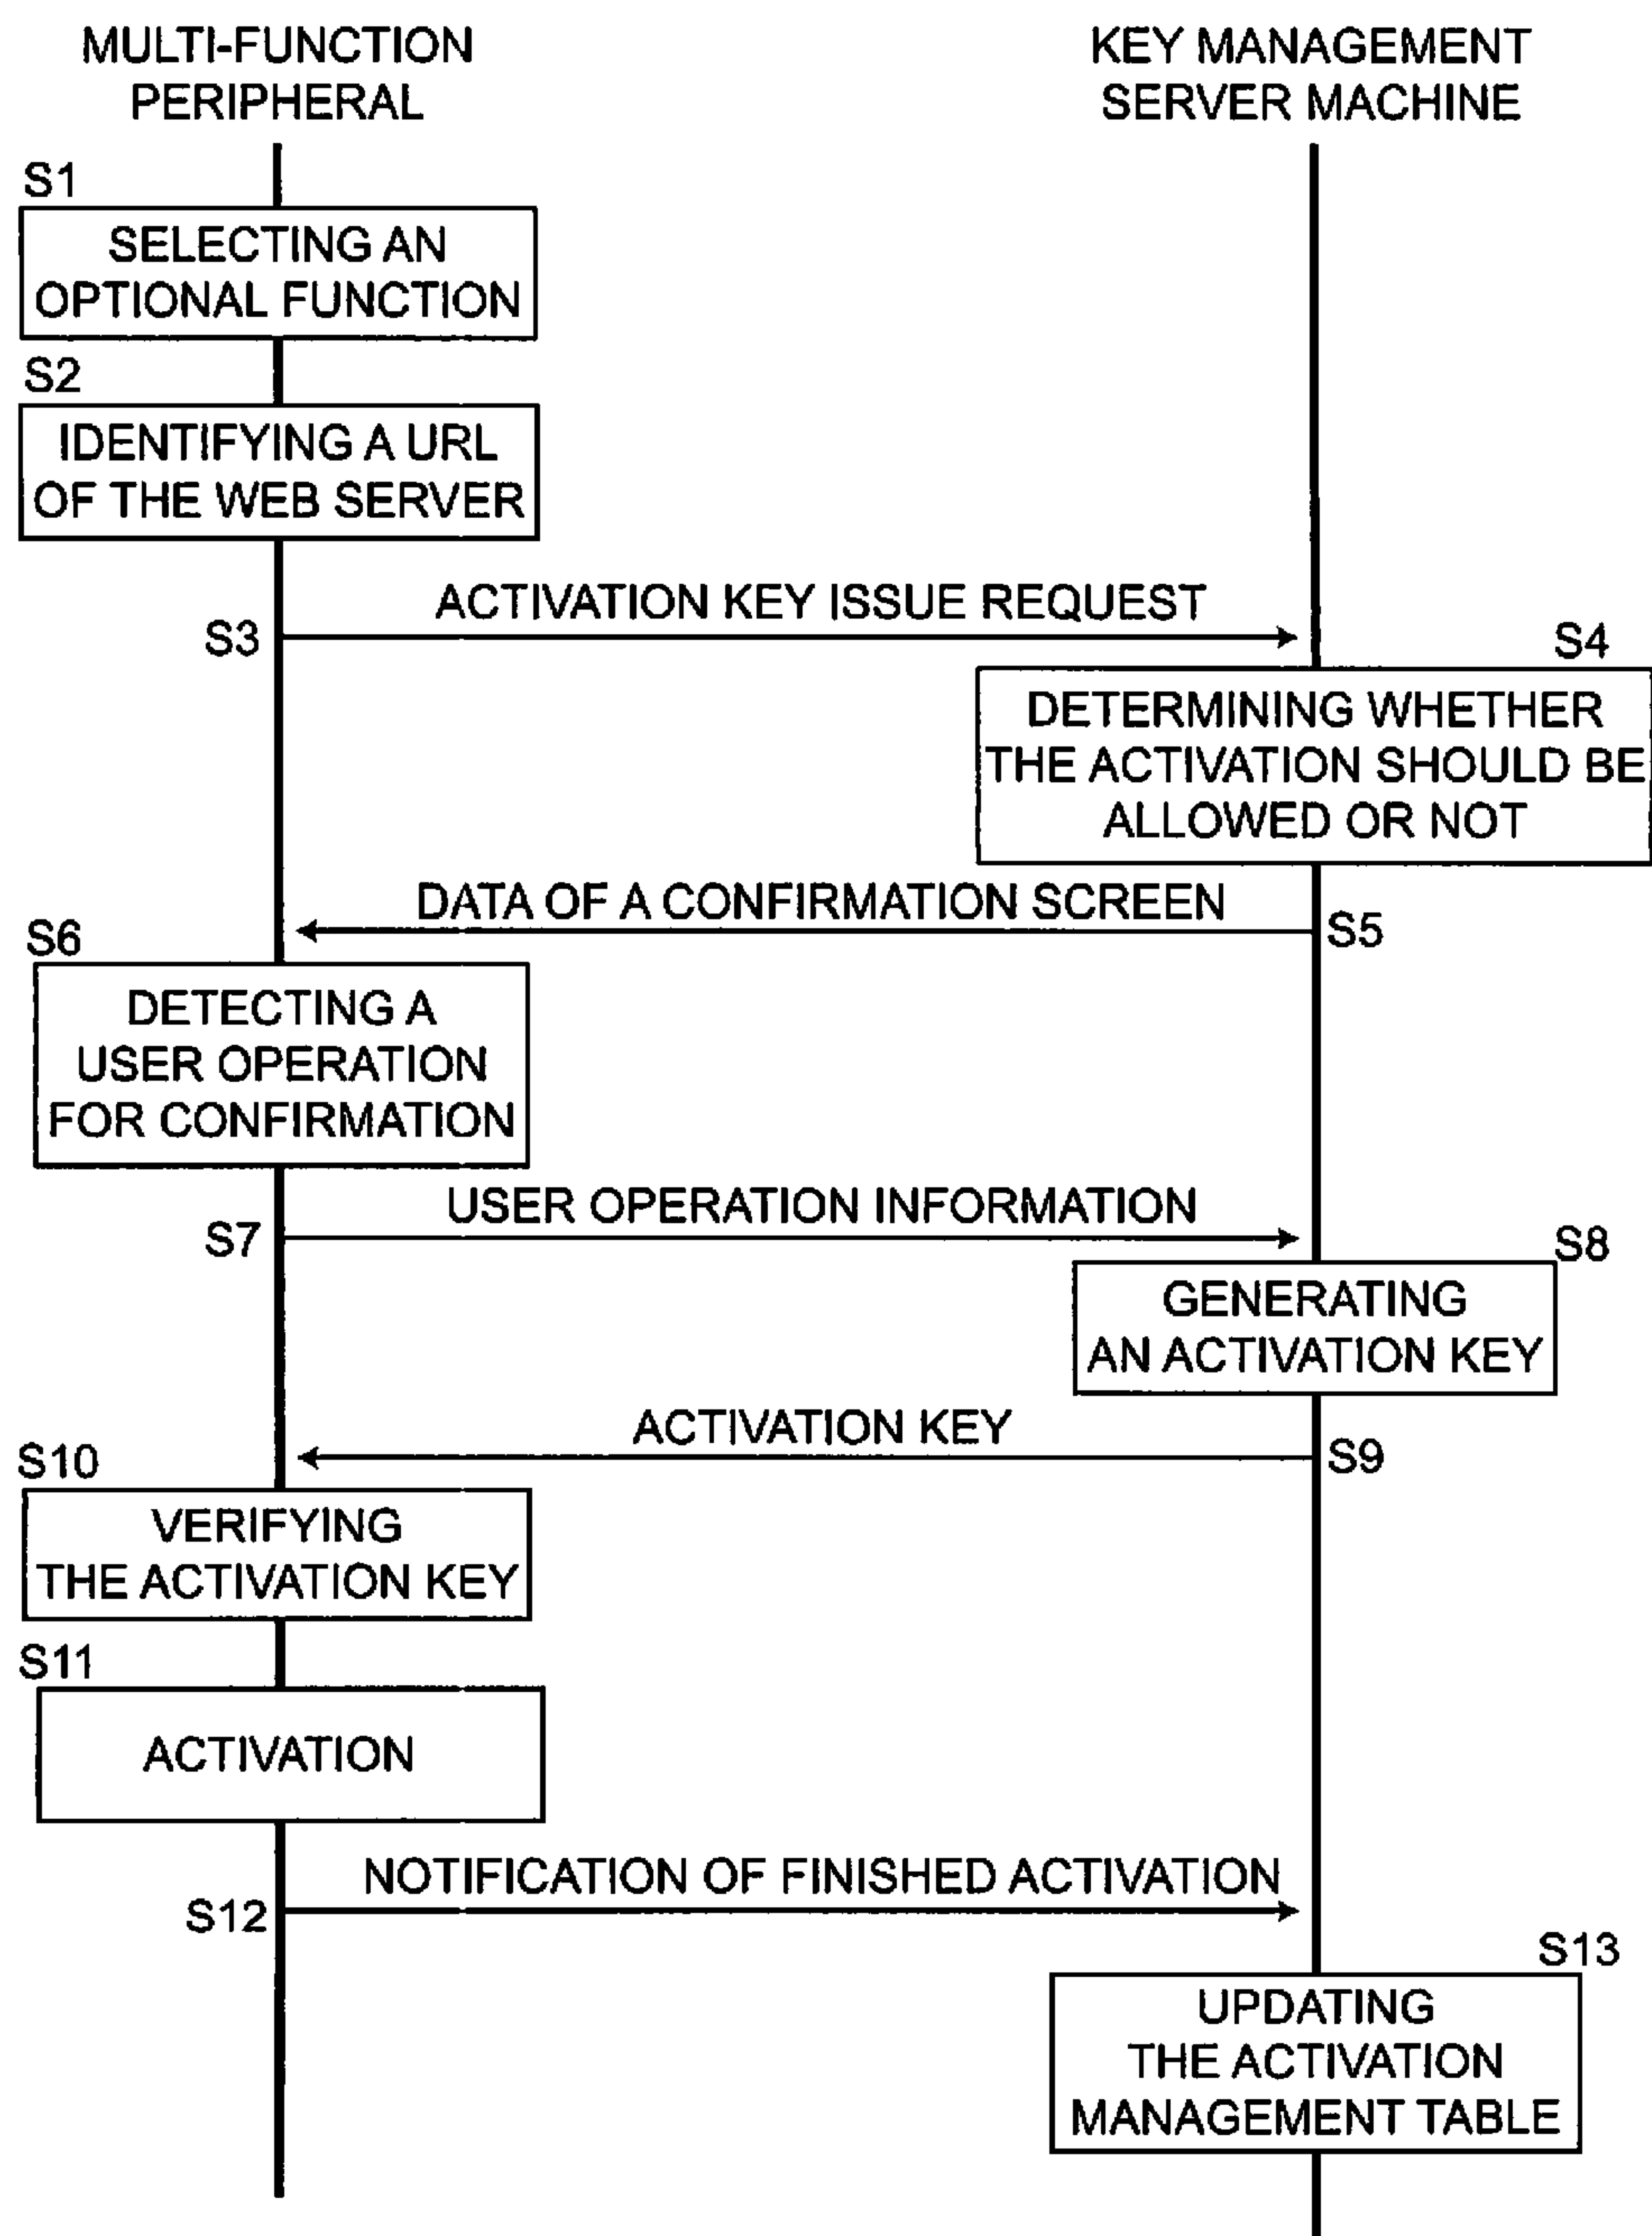 MULTI-FUNCTION
PERIPHERAL
KEY MANAGEMENT
SERVER MACHINE
S1
SELECTING AN
OPTIONAL FUNCTION
S2
IDENTIFYING A URL
OF THE WEB SERVER
ACTIVATION KEY ISSUE REQUEST
S3
S4
DETERMINING WHETHER
THE ACTIVATION SHOULD BE
ALLOWED OR NOT
DATA OF A CONFIRMATION SCREEN
S5
S6
DETECTING A
USER OPERATION
FOR CONFIRMATION
USER OPERATION INFORMATION
S7
S8
GENERATING
AN ACTIVATION KEY
ACTIVATION KEY
S9
S10
VERIFYING
THE ACTIVATION KEY
S11
ACTIVATION
NOTIFICATION OF FINISHED ACTIVATION
S12
S13
UPDATING
THE ACTIVATION
MANAGEMENT TABLE